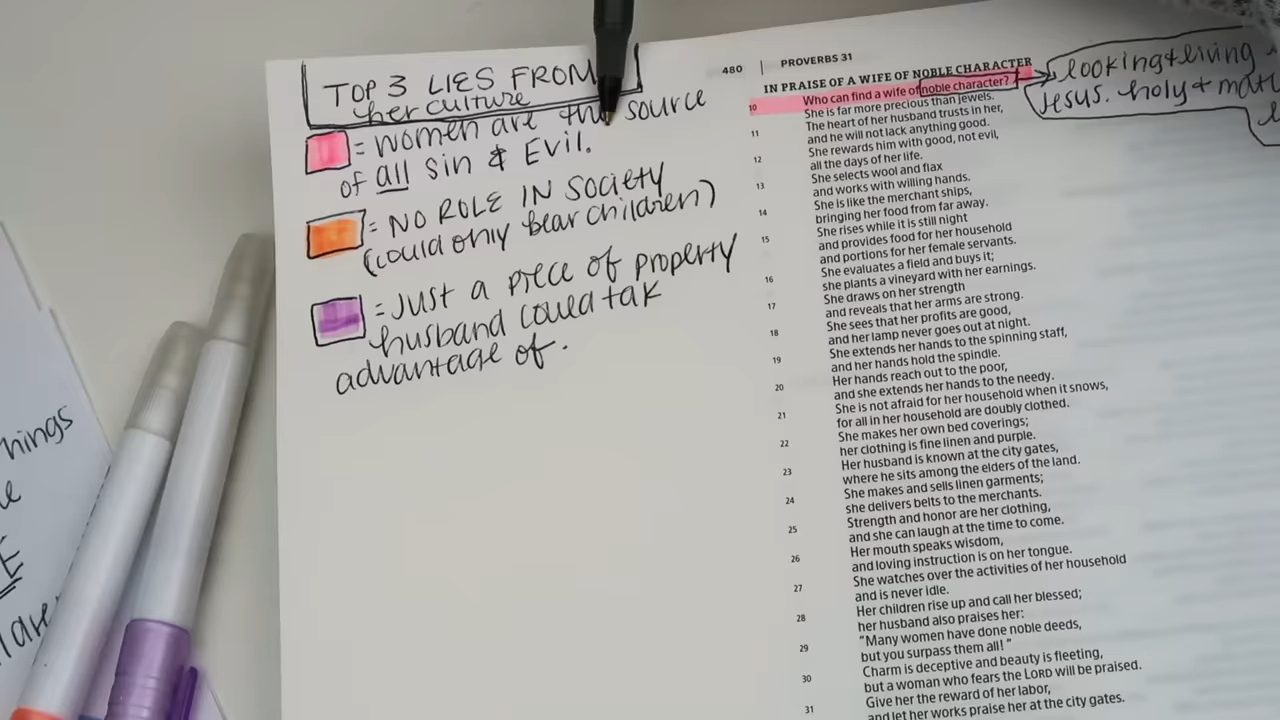 TOP 3 LIES FROM
her culture
= women are the source
of all sin & Evil.
= NO ROLE IN SOCIETY
(could only bear children)
= Just a piece of property
husband could tak
advantage of.
480 | PROVERBS 31
IN PRAISE OF A WIFE OF NOBLE CHARACTER
10 Who can find a wife of noble character?
She is far more precious than jewels.
11 The heart of her husband trusts in her,
and he will not lack anything good.
12 She rewards him with good, not evil,
all the days of her life.
13 She selects wool and flax
and works with willing hands.
14 She is like the merchant ships,
bringing her food from far away.
15 She rises while it is still night
and provides food for her household
and portions for her female servants.
16 She evaluates a field and buys it;
she plants a vineyard with her earnings.
17 She draws on her strength
and reveals that her arms are strong.
18 She sees that her profits are good,
and her lamp never goes out at night.
19 She extends her hands to the spinning staff,
and her hands hold the spindle.
20 Her hands reach out to the poor,
and she extends her hands to the needy.
21 She is not afraid for her household when it snows,
for all in her household are doubly clothed.
22 She makes her own bed coverings;
her clothing is fine linen and purple.
23 Her husband is known at the city gates,
where he sits among the elders of the land.
24 She makes and sells linen garments;
she delivers belts to the merchants.
25 Strength and honor are her clothing,
and she can laugh at the time to come.
26 Her mouth speaks wisdom,
and loving instruction is on her tongue.
27 She watches over the activities of her household
and is never idle.
28 Her children rise up and call her blessed;
her husband also praises her:
29 “Many women have done noble deeds,
but you surpass them all!”
30 Charm is deceptive and beauty is fleeting,
but a woman who fears the LORD will be praised.
31 Give her the reward of her labor,
and let her works praise her at the city gates.
looking + living
Jesus. holy +